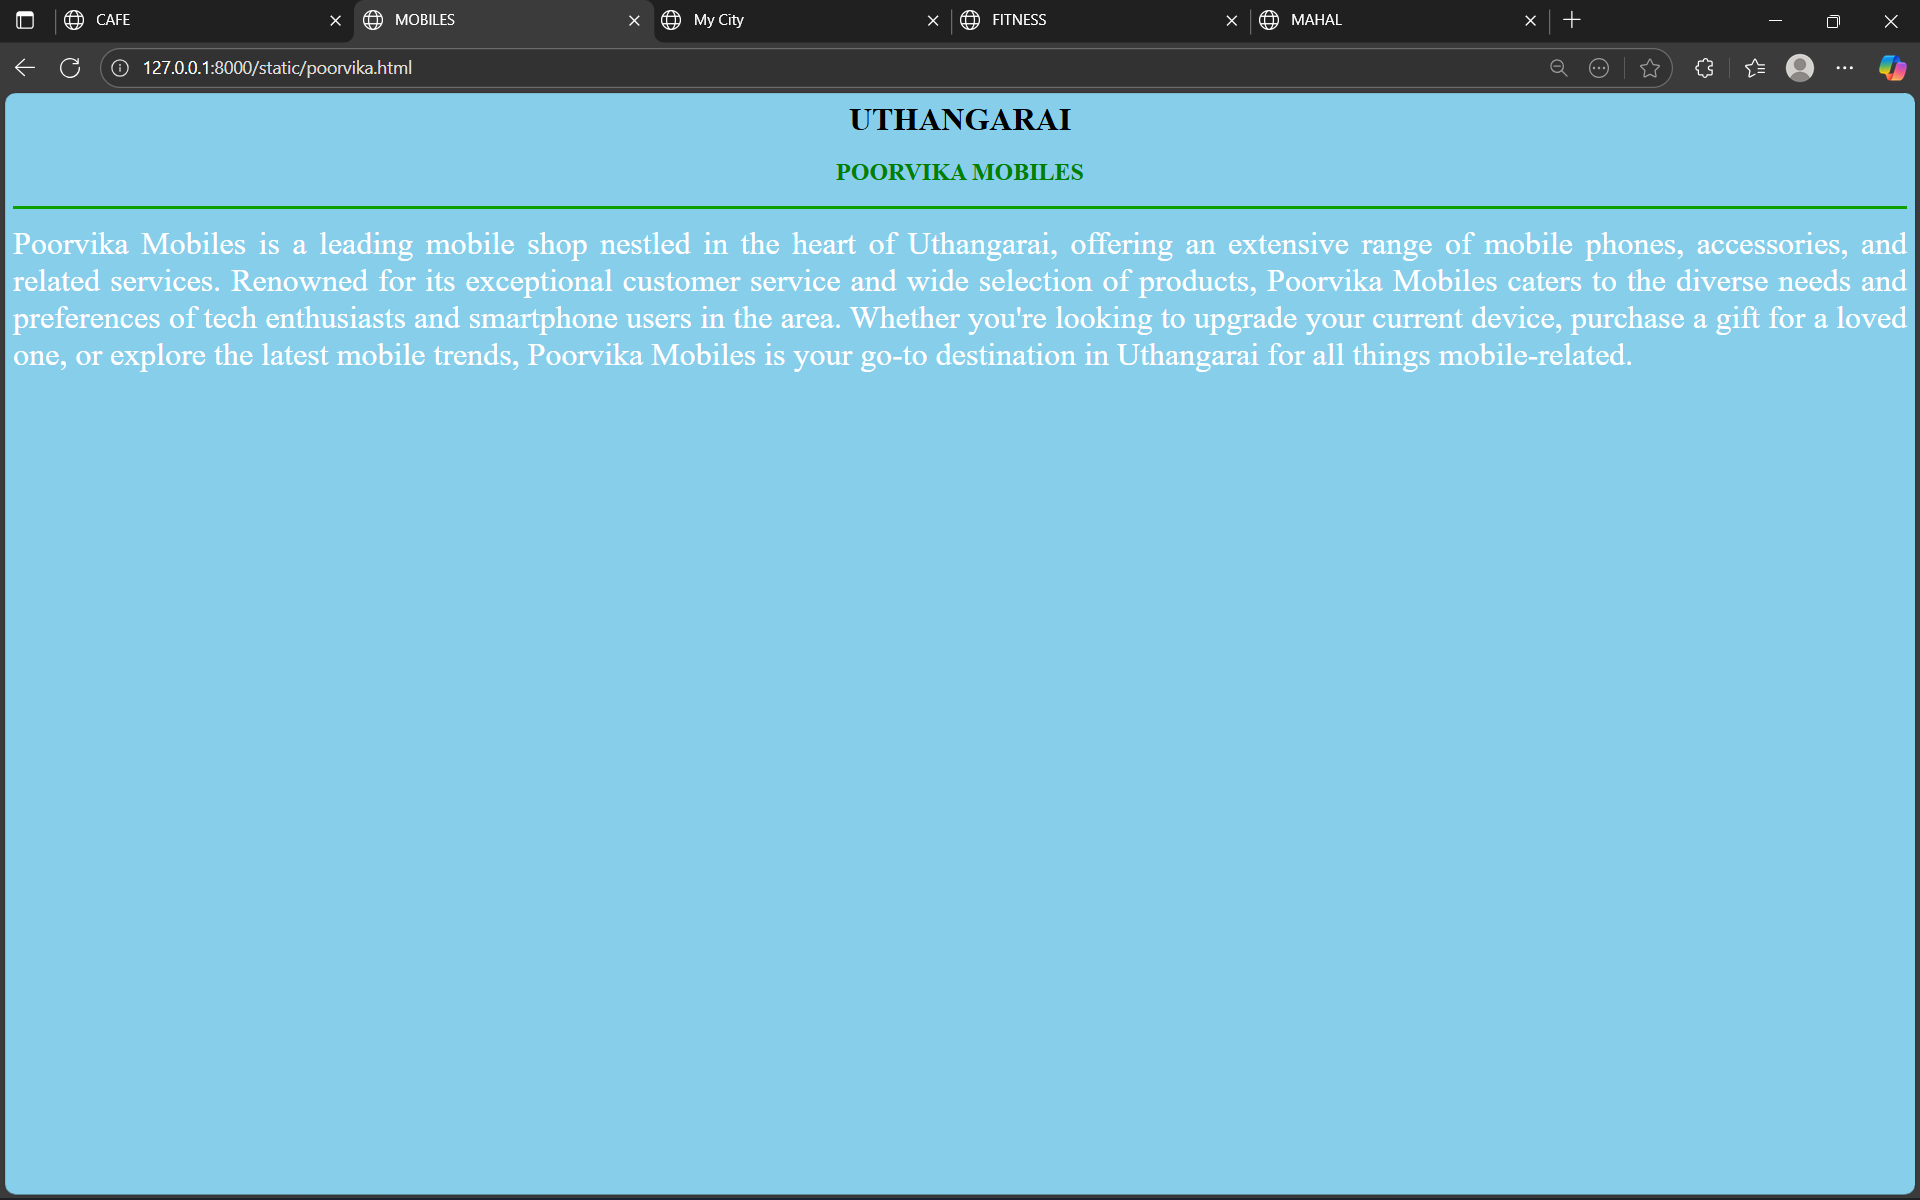 CAFE
MOBILES
My City
FITNESS
MAHAL
127.0.0.1:8000/static/poorvika.html
UTHANGARAI
POORVIKA MOBILES
Poorvika Mobiles is a leading mobile shop nestled in the heart of Uthangarai, offering an extensive range of mobile phones, accessories, and
related services. Renowned for its exceptional customer service and wide selection of products, Poorvika Mobiles caters to the diverse needs and
preferences of tech enthusiasts and smartphone users in the area. Whether you're looking to upgrade your current device, purchase a gift for a loved
one, or explore the latest mobile trends, Poorvika Mobiles is your go-to destination in Uthangarai for all things mobile-related.